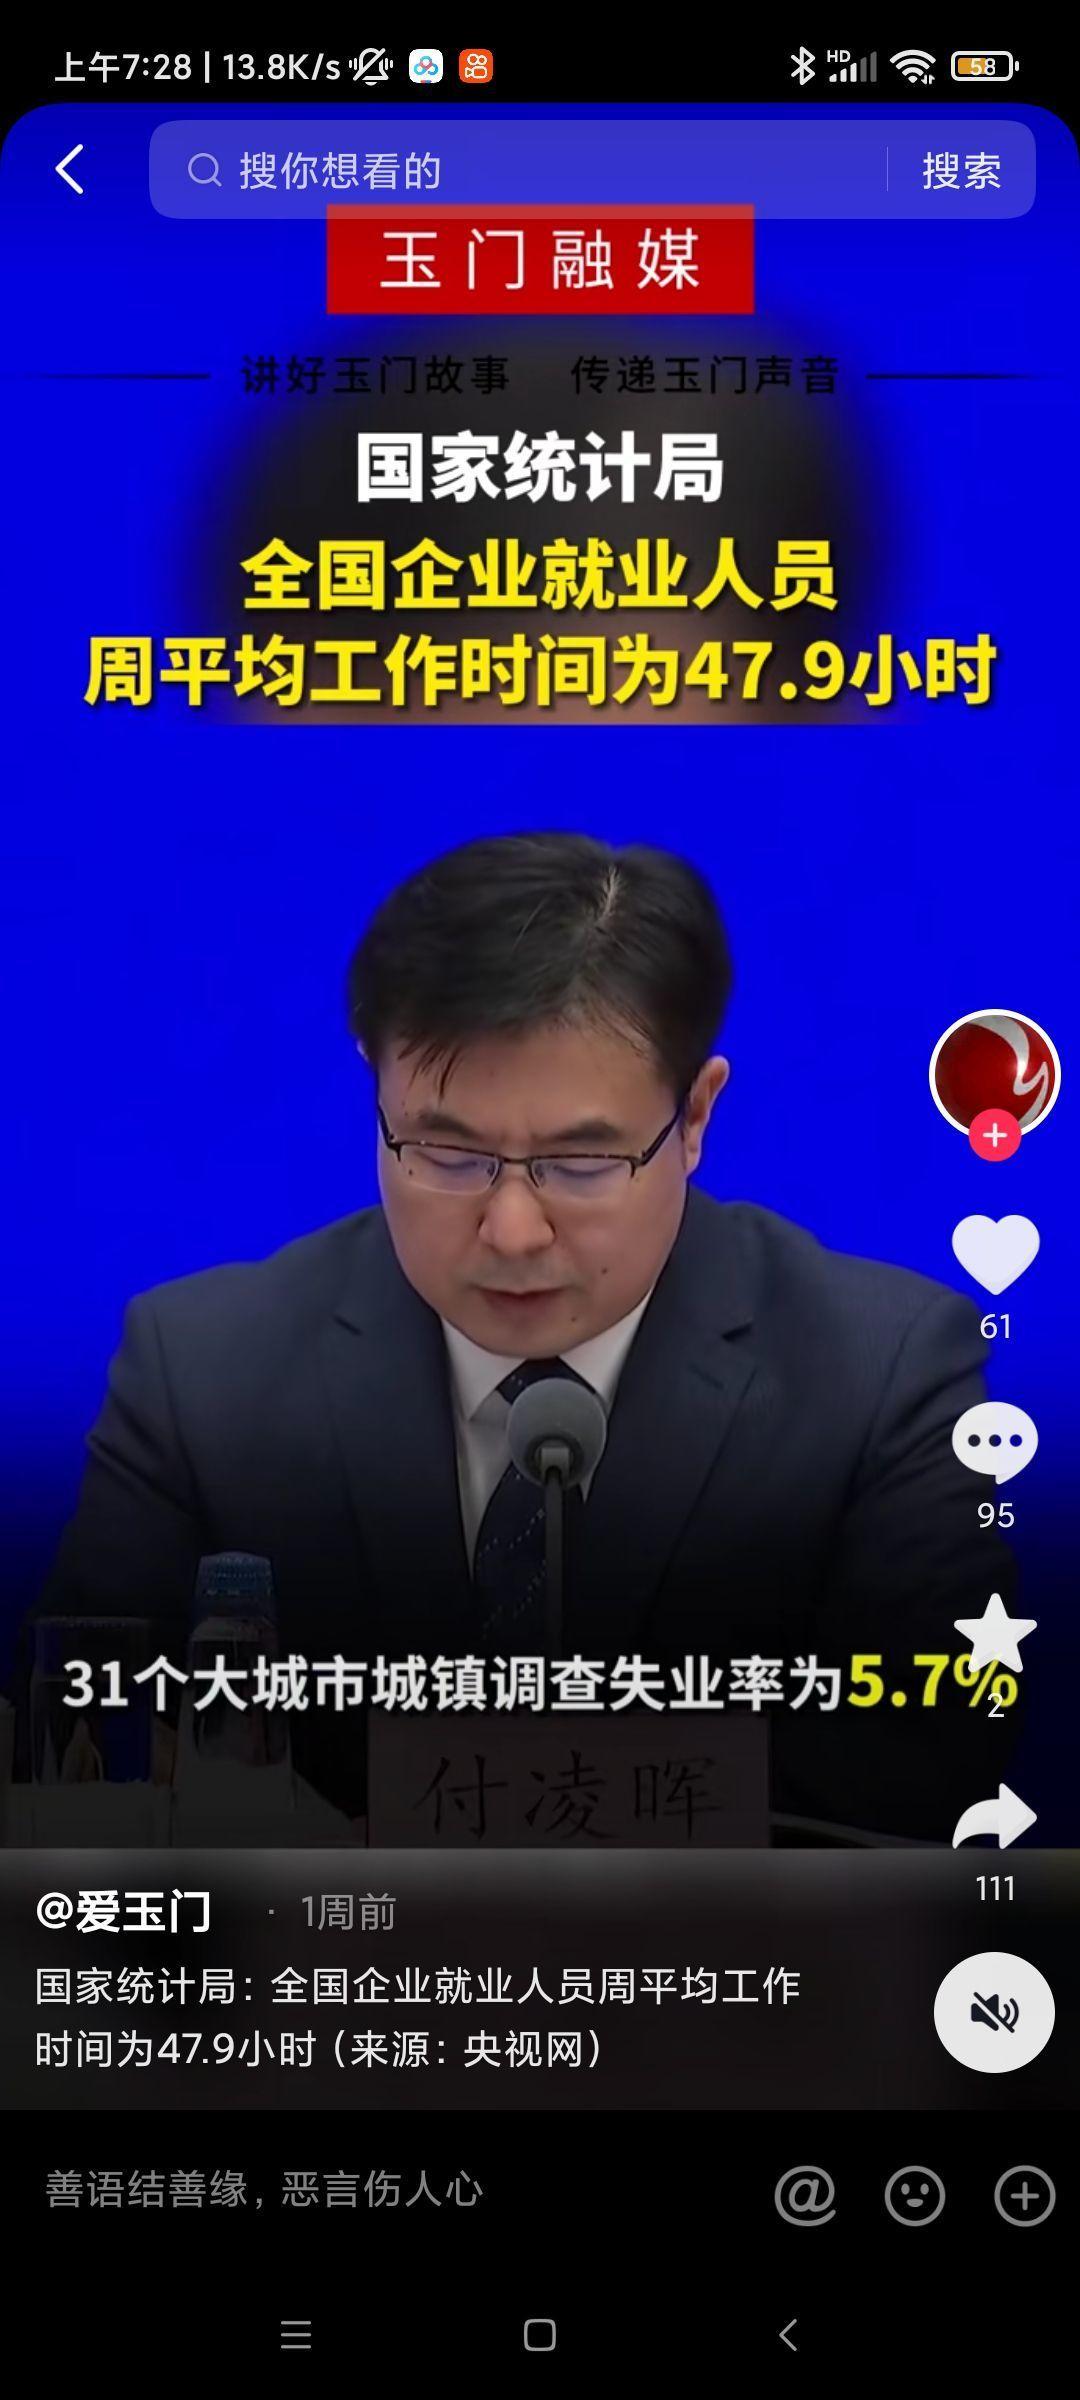 上午7:28 | 13.8K/s
HD
58
搜你想看的
搜索
玉门融媒
讲好玉门故事 传递玉门声音
国家统计局
全国企业就业人员
周平均工作时间为47.9小时
61
95
31个大城市城镇调查失业率为5.7%
2
付凌晖
111
@爱玉门 · 1周前
国家统计局：全国企业就业人员周平均工作
时间为47.9小时（来源：央视网）
善语结善缘，恶言伤人心